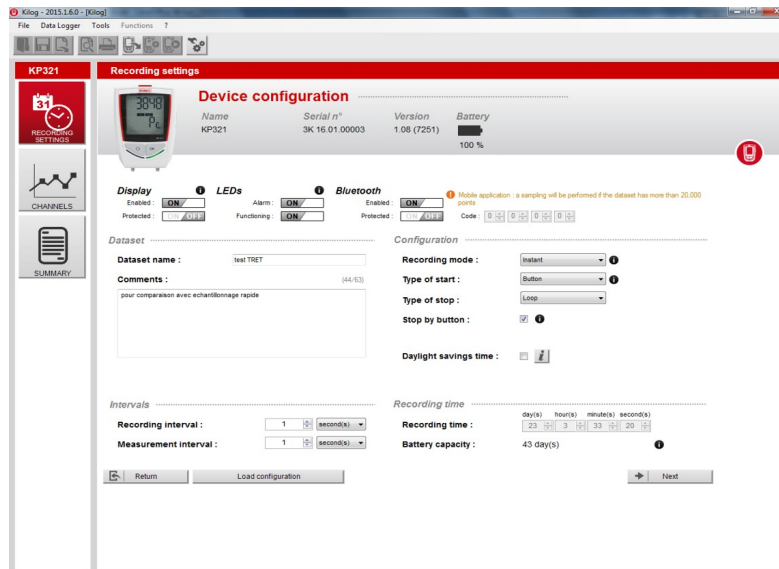 Kilog - 2015.1.6.0 - [Kilog]
File Data Logger Tools Functions ?
KP321
Recording settings
31
RECORDING
SETTINGS
CHANNELS
SUMMARY
3848
Pc
Device configuration
Name Serial n° Version Battery
KP321 3K 16.01.00003 1.08 (7251)
100 %
Display LEDs Bluetooth
Enabled : ON Alarm : ON Enabled : ON
Mobile application : a sampling will be performed if the dataset has more than 20.000
points
Protected : ON OFF Functioning : ON Protected : ON OFF Code : 0 0 0 0
Dataset
Configuration
Dataset name : test TRET
Recording mode : Instant
Comments : (44/63)
Type of start : Button
pour comparaison avec echantillonnage rapide
Type of stop : Loop
Stop by button :
Daylight savings time : i
Intervals
Recording time
day(s) hour(s) minute(s) second(s)
Recording interval : 1 second(s)
Recording time : 23 3 33 20
Measurement interval : 1 second(s)
Battery capacity : 43 day(s)
Return Load configuration Next